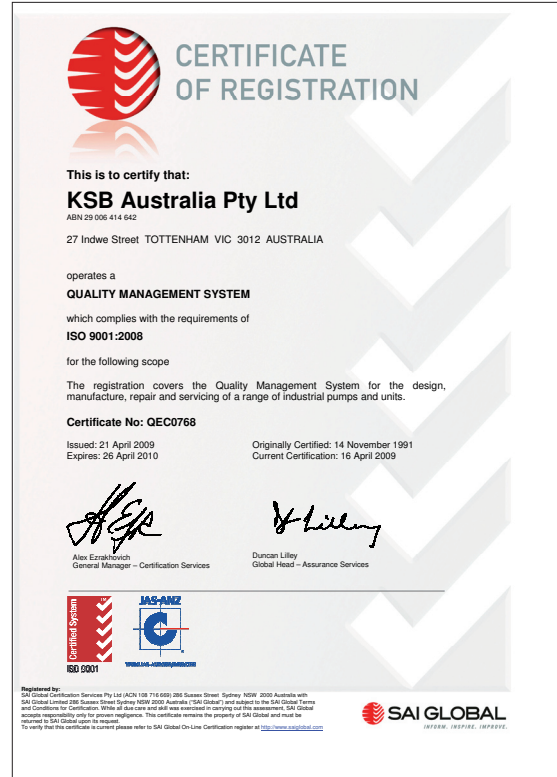 CERTIFICATE
OF REGISTRATION
This is to certify that:
KSB Australia Pty Ltd
ABN 29 006 414 642
27 Indwe Street TOTTENHAM VIC 3012 AUSTRALIA
operates a
QUALITY MANAGEMENT SYSTEM
which complies with the requirements of
ISO 9001:2008
for the following scope
The registration covers the Quality Management System for the design,
manufacture, repair and servicing of a range of industrial pumps and units.
Certificate No: QEC0768
Issued: 21 April 2009
Expires: 26 April 2010
Originally Certified: 14 November 1991
Current Certification: 16 April 2009
Alex Ezrakhovich
General Manager – Certification Services
Duncan Lilley
Global Head – Assurance Services
Certified System
TM
ISO 9001
JAS-ANZ
C
®
Registered by:
SAI Global Certification Services Pty Ltd (ACN 108 716 669) 286 Sussex Street Sydney NSW 2000 Australia with
SAI Global Limited 286 Sussex Street Sydney NSW 2000 Australia ("SAI Global") and subject to the SAI Global Terms
and Conditions for Certification. While all due care and skill was exercised in carrying out this assessment, SAI Global
accepts responsibility only for proven negligence. This certificate remains the property of SAI Global and must be
returned to SAI Global upon its request.
To verify that this certificate is current please refer to SAI Global On-Line Certification register at http://www.saiglobal.com
SAI GLOBAL
INFORM. INSPIRE. IMPROVE.